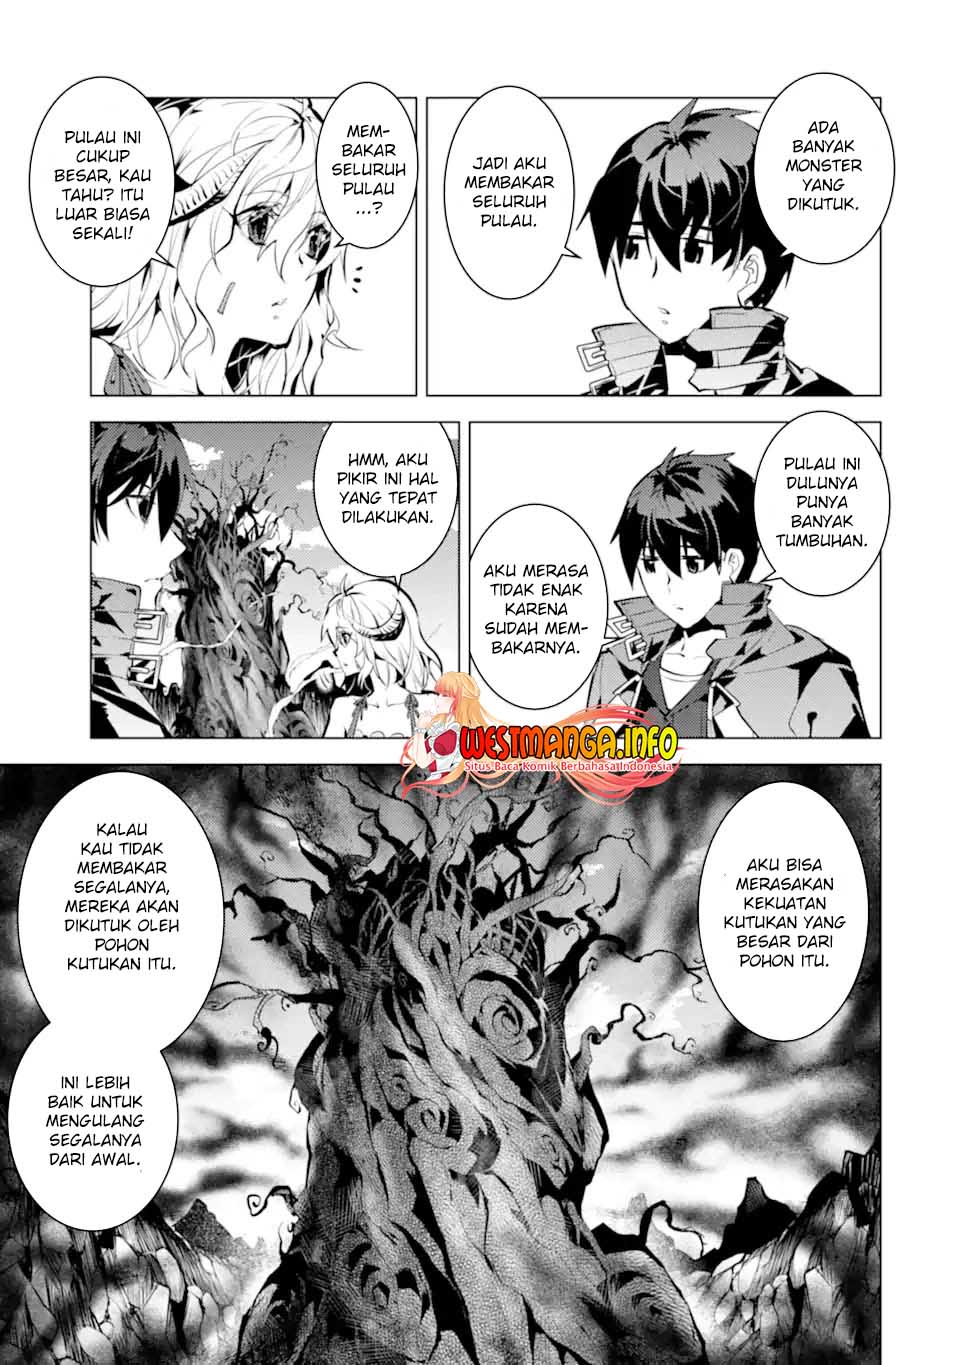 ADA
BANYAK
MONSTER
YANG
DIKUTUK.
JADI AKU
MEMBAKAR
SELURUH
PULAU.
MEM-
BAKAR
SELURUH
PULAU
...?
PULAU INI
CUKUP
BESAR, KAU
TAHU? ITU
LUAR BIASA
SEKALI!
PULAU INI
DULUNYA
PUNYA
BANYAK
TUMBUHAN.
AKU MERASA
TIDAK ENAK
KARENA
SUDAH MEM-
BAKARNYA.
HMM, AKU
PIKIR INI HAL
YANG TEPAT
DILAKUKAN.
WESTMANGA.INFO
Situs Baca Komik Berbahasa Indonesia
AKU BISA
MERASAKAN
KEKUATAN
KUTUKAN YANG
BESAR DARI
POHON ITU.
KALAU
KAU TIDAK
MEMBAKAR
SEGALANYA,
MEREKA AKAN
DIKUTUK OLEH
POHON
KUTUKAN ITU.
INI LEBIH
BAIK UNTUK
MENGULANG
SEGALANYA
DARI AWAL.